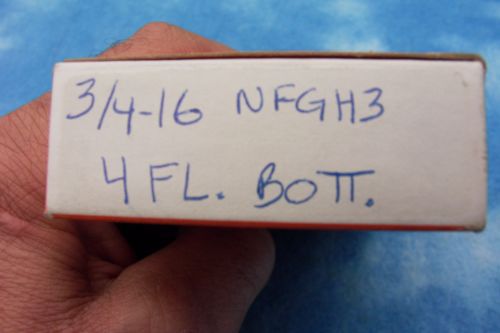 3/4-16 NFGH3
4 FL. BOTT.